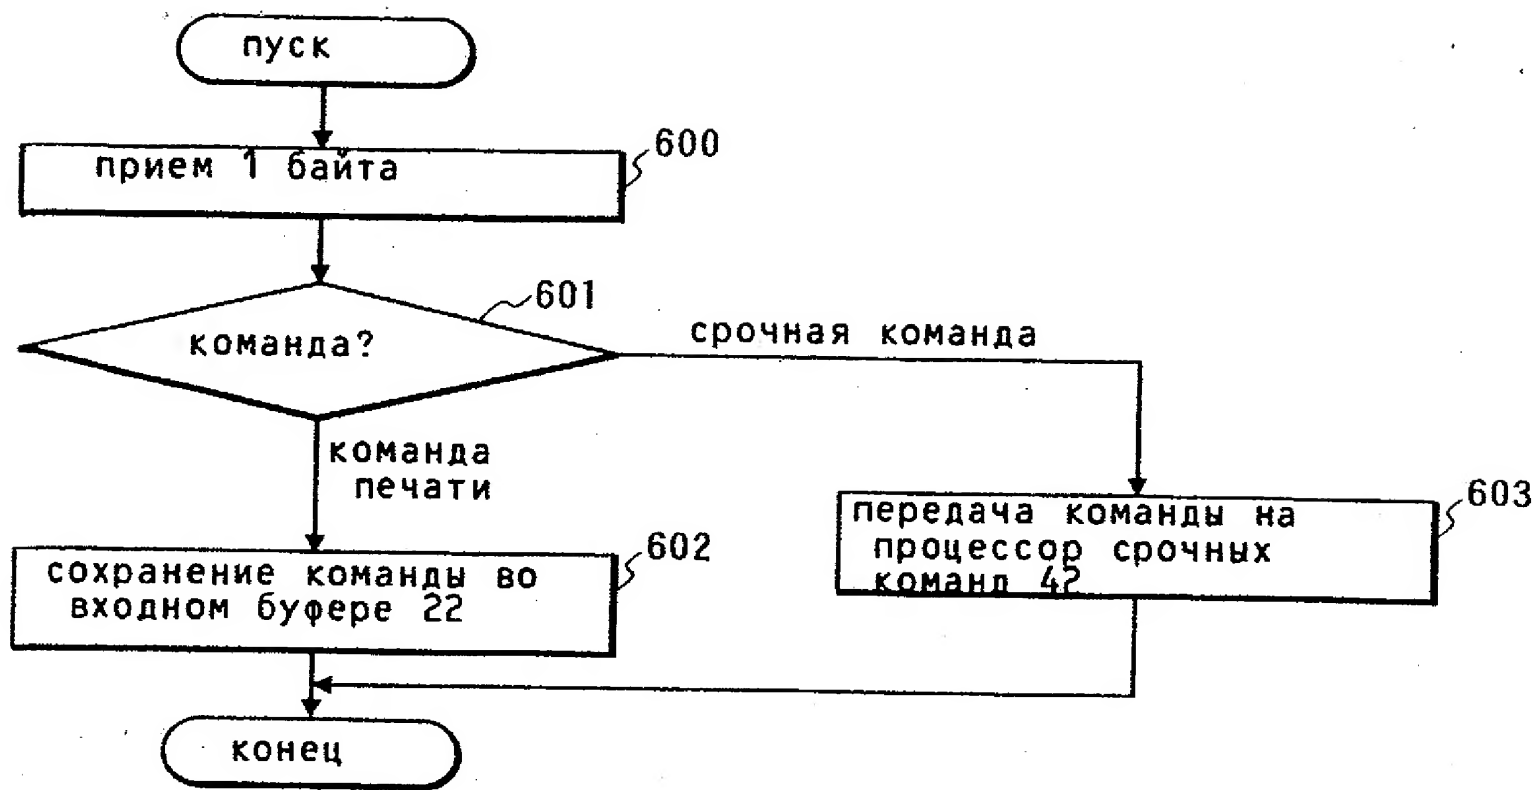 пуск
прием 1 байта
600
601
команда?
срочная команда
команда
печати
603
передача команды на
процессор срочных
команд 42
602
сохранение команды во
входном буфере 22
конец